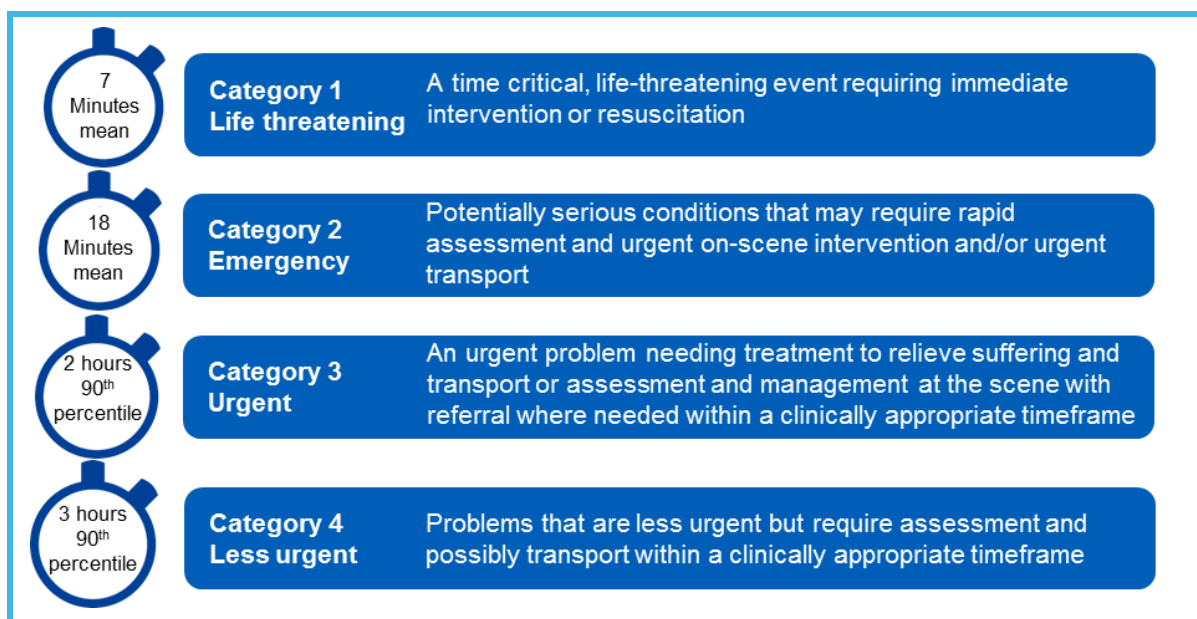 7
Minutes
mean
Category 1
Life threatening
A time critical, life-threatening event requiring immediate
intervention or resuscitation
18
Minutes
mean
Category 2
Emergency
Potentially serious conditions that may require rapid
assessment and urgent on-scene intervention and/or urgent
transport
2 hours
90th
percentile
Category 3
Urgent
An urgent problem needing treatment to relieve suffering and
transport or assessment and management at the scene with
referral where needed within a clinically appropriate timeframe
3 hours
90th
percentile
Category 4
Less urgent
Problems that are less urgent but require assessment and
possibly transport within a clinically appropriate timeframe